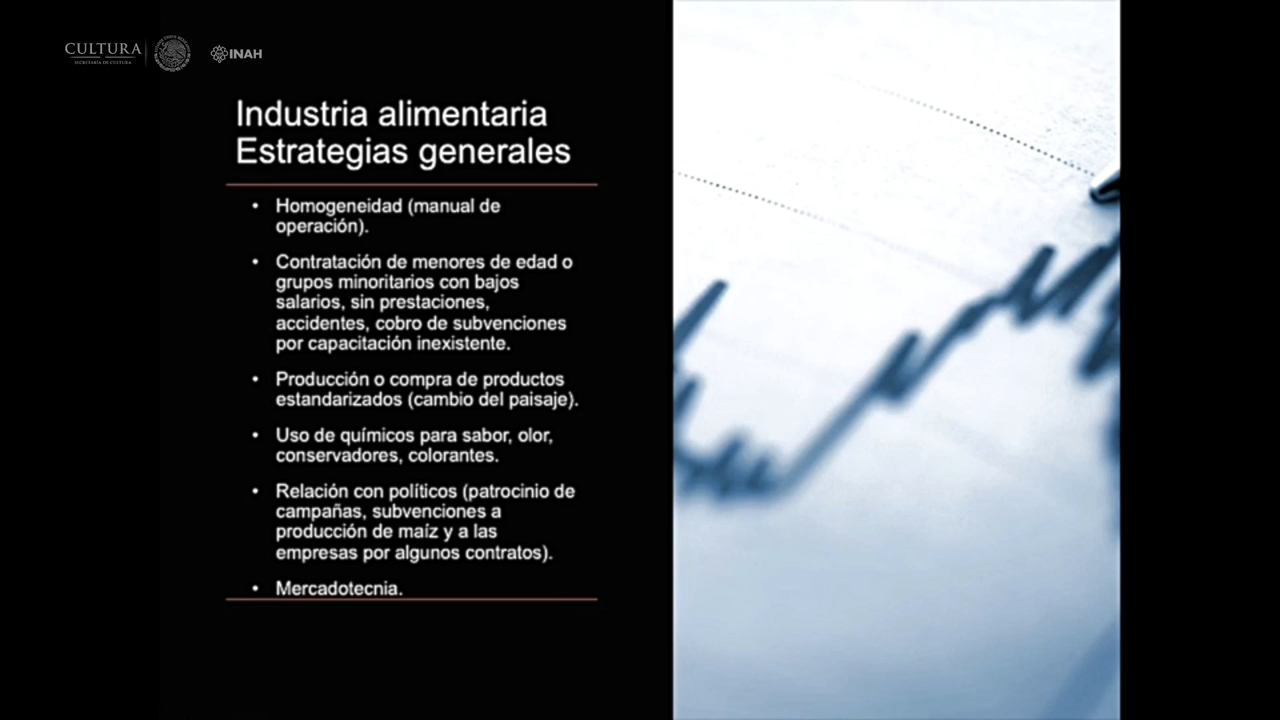 CULTURA
SECRETARÍA DE CULTURA
INAH
Industria alimentaria
Estrategias generales
• Homogeneidad (manual de
operación).
• Contratación de menores de edad o
grupos minoritarios con bajos
salarios, sin prestaciones,
accidentes, cobro de subvenciones
por capacitación inexistente.
• Producción o compra de productos
estandarizados (cambio del paisaje).
• Uso de químicos para sabor, olor,
conservadores, colorantes.
• Relación con políticos (patrocinio de
campañas, subvenciones a
producción de maíz y a las
empresas por algunos contratos).
• Mercadotecnia.